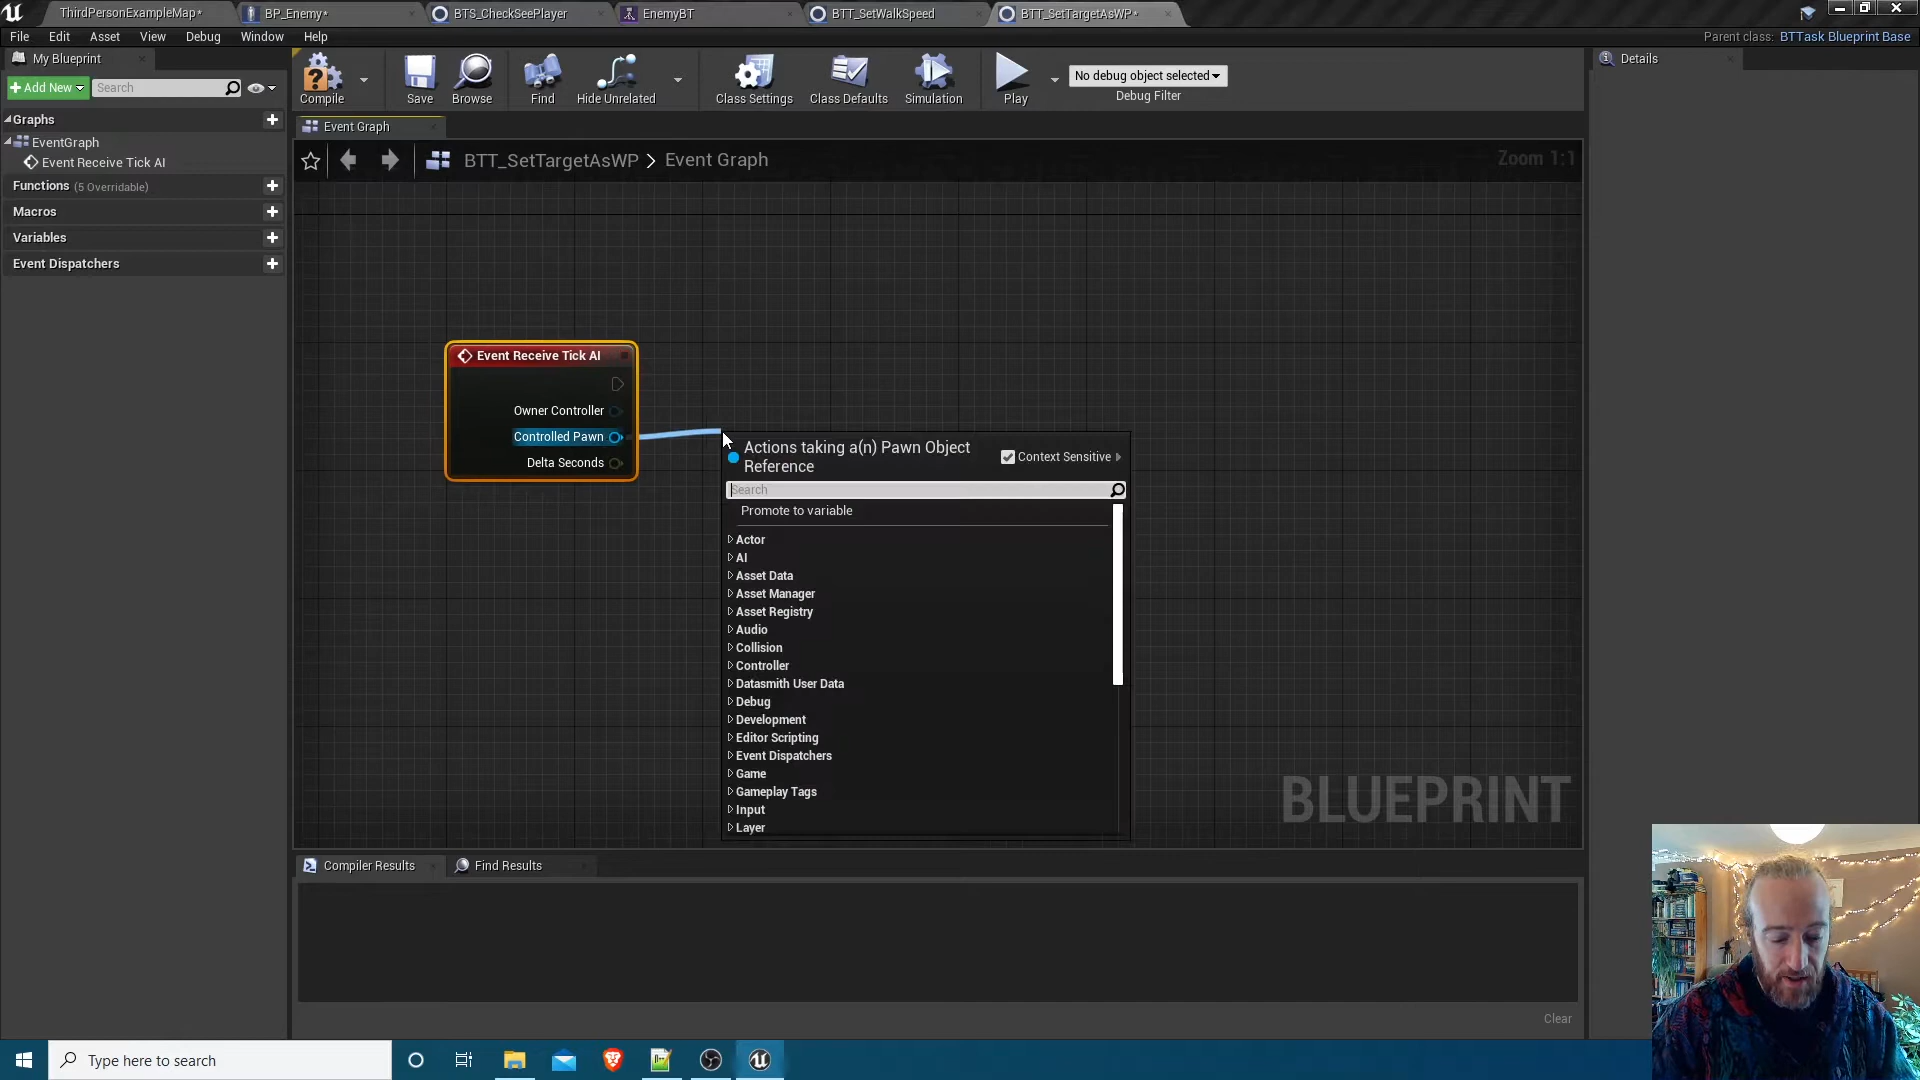 ThirdPersonExampleMap*
BP_Enemy*
BTS_CheckSeePlayer
EnemyBT
BTT_SetWalkSpeed
BTT_SetTargetAsWP*
File Edit Asset View Debug Window Help
Parent class: BTTask Blueprint Base
My Blueprint
Details
Add New
Search
Compile
Save
Browse
Find
Hide Unrelated
Class Settings
Class Defaults
Simulation
Play
No debug object selected
Debug Filter
Graphs
EventGraph
Event Receive Tick AI
Functions (5 Overridable)
Macros
Variables
Event Dispatchers
Event Graph
BTT_SetTargetAsWP > Event Graph
Zoom 1:1
Event Receive Tick AI
Owner Controller
Controlled Pawn
Delta Seconds
Actions taking a(n) Pawn Object
Reference
Context Sensitive
Search
Promote to variable
Actor
AI
Asset Data
Asset Manager
Asset Registry
Audio
Collision
Controller
Datasmith User Data
Debug
Development
Editor Scripting
Event Dispatchers
Game
Gameplay Tags
Input
Layer
BLUEPRINT
Compiler Results
Find Results
Clear
Type here to search